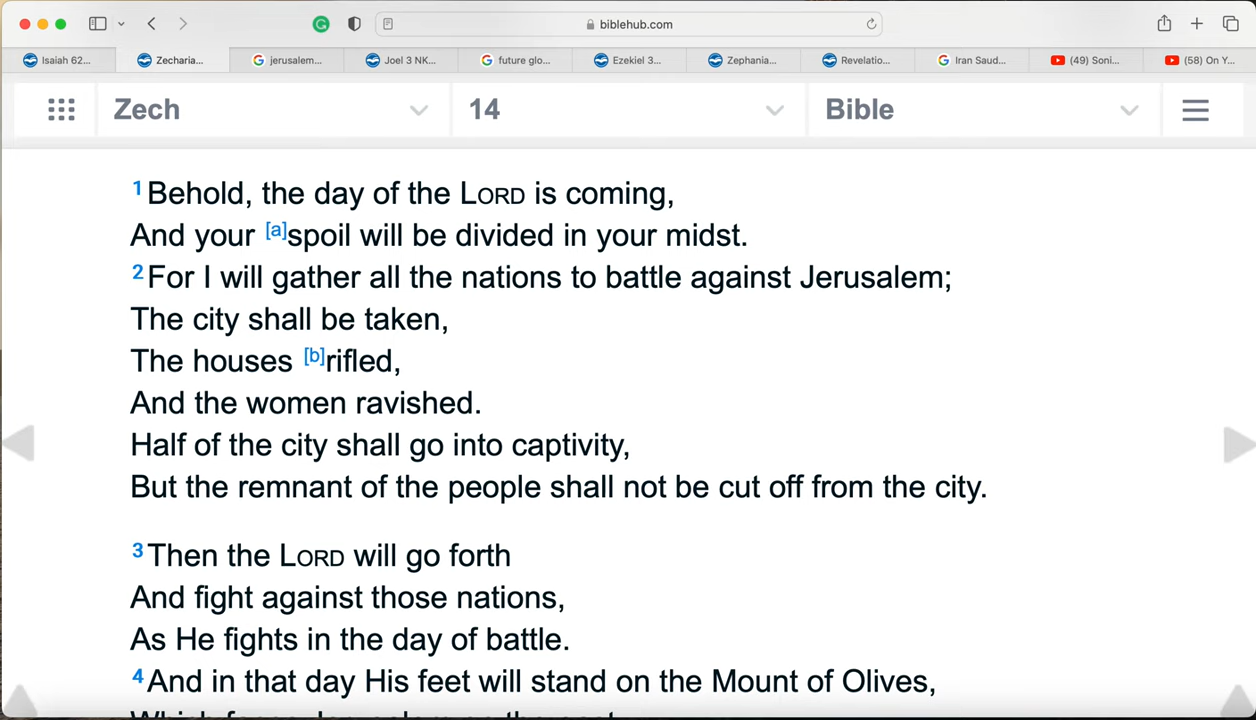 biblehub.com
Isaiah 62...
Zecharia...
jerusalem...
Joel 3 NK...
future glo...
Ezekiel 3...
Zephania...
Revelatio...
Iran Saud...
(49) Soni...
(58) On Y...
Zech
14
Bible
1 Behold, the day of the LORD is coming,
And your [a]spoil will be divided in your midst.
2 For I will gather all the nations to battle against Jerusalem;
The city shall be taken,
The houses [b]rifled,
And the women ravished.
Half of the city shall go into captivity,
But the remnant of the people shall not be cut off from the city.
3 Then the LORD will go forth
And fight against those nations,
As He fights in the day of battle.
4 And in that day His feet will stand on the Mount of Olives,